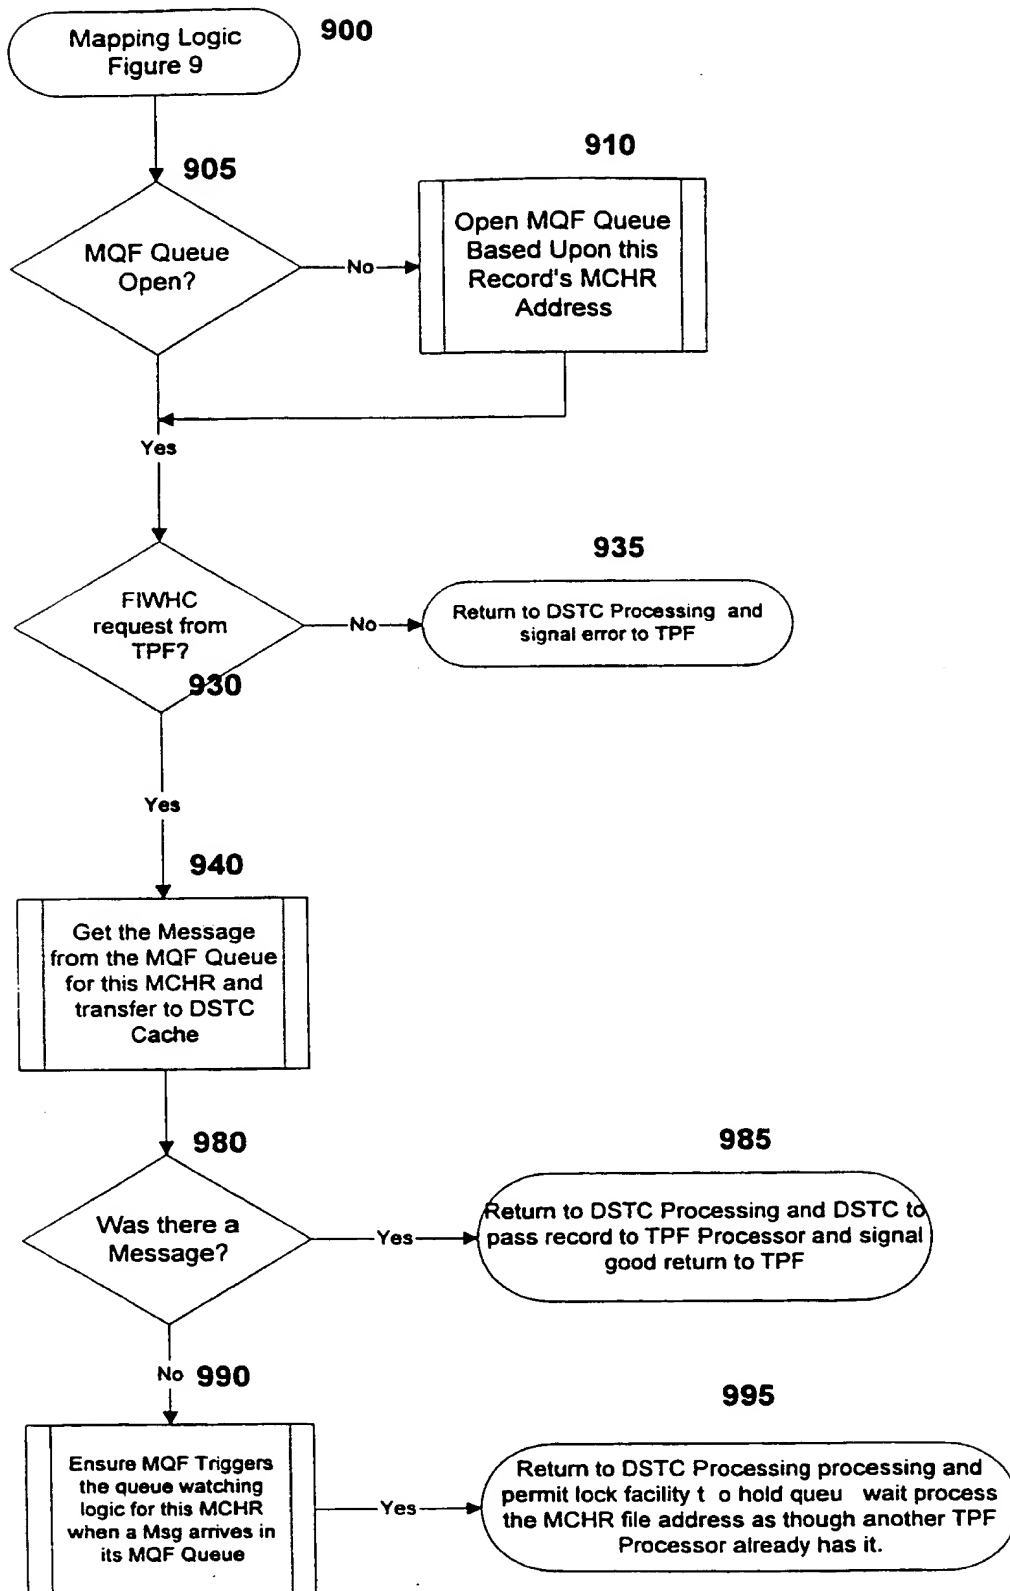 Mapping Logic
Figure 9
900
905
MQF Queue
Open?
No
910
Open MQF Queue
Based Upon this
Record's MCHR
Address
Yes
FIWHC
request from
TPF?
930
No
935
Return to DSTC Processing and
signal error to TPF
Yes
940
Get the Message
from the MQF Queue
for this MCHR and
transfer to DSTC
Cache
980
Was there a
Message?
Yes
985
Return to DSTC Processing and DSTC to
pass record to TPF Processor and signal
good return to TPF
No
990
Ensure MQF Triggers
the queue watching
logic for this MCHR
when a Msg arrives in
its MQF Queue
Yes
995
Return to DSTC Processing processing and
permit lock facility t o hold queu wait process
the MCHR file address as though another TPF
Processor already has it.